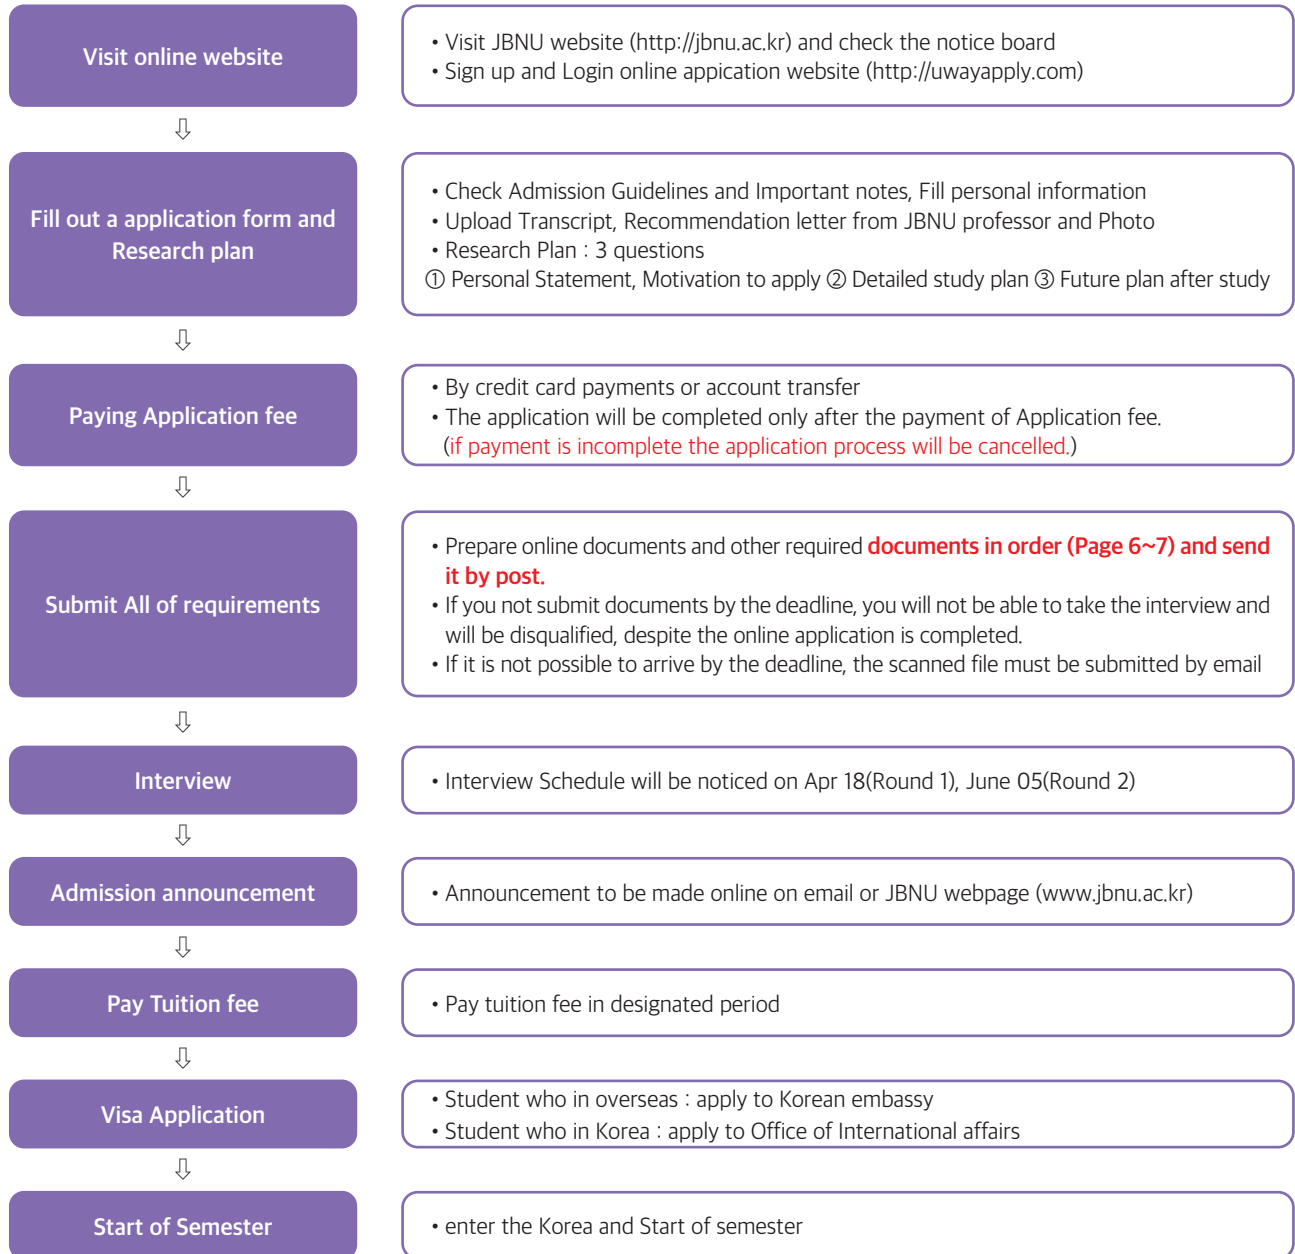 Visit online website
• Visit JBNU website (http://jbnu.ac.kr) and check the notice board
• Sign up and Login online appication website (http://uwayapply.com)
⇩
Fill out a application form and
Research plan
• Check Admission Guidelines and Important notes, Fill personal information
• Upload Transcript, Recommendation letter from JBNU professor and Photo
• Research Plan : 3 questions
① Personal Statement, Motivation to apply ② Detailed study plan ③ Future plan after study
⇩
Paying Application fee
• By credit card payments or account transfer
• The application will be completed only after the payment of Application fee.
(if payment is incomplete the application process will be cancelled.)
⇩
Submit All of requirements
• Prepare online documents and other required documents in order (Page 6~7) and send
it by post.
• If you not submit documents by the deadline, you will not be able to take the interview and
will be disqualified, despite the online application is completed.
• If it is not possible to arrive by the deadline, the scanned file must be submitted by email
⇩
Interview
• Interview Schedule will be noticed on Apr 18(Round 1), June 05(Round 2)
⇩
Admission announcement
• Announcement to be made online on email or JBNU webpage (www.jbnu.ac.kr)
⇩
Pay Tuition fee
• Pay tuition fee in designated period
⇩
Visa Application
• Student who in overseas : apply to Korean embassy
• Student who in Korea : apply to Office of International affairs
⇩
Start of Semester
• enter the Korea and Start of semester